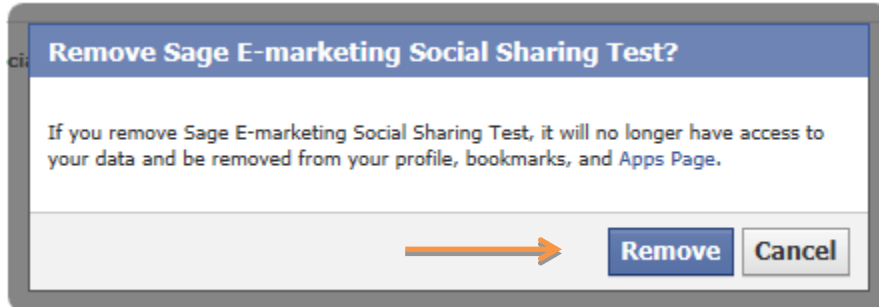 Remove Sage E-marketing Social Sharing Test?
If you remove Sage E-marketing Social Sharing Test, it will no longer have access to
your data and be removed from your profile, bookmarks, and Apps Page.
Remove Cancel